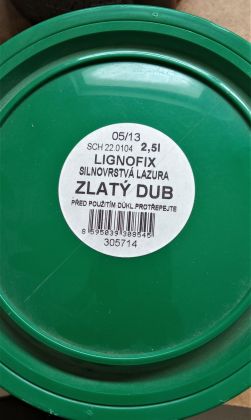 05/13
SCH 22.0104 2,5l
LIGNOFIX
SILNOVRSTVÁ LAZURA
ZLATÝ DUB
PŘED POUŽITÍM DŮKL PROTŘEPEJTE
8 595039 309545
305714